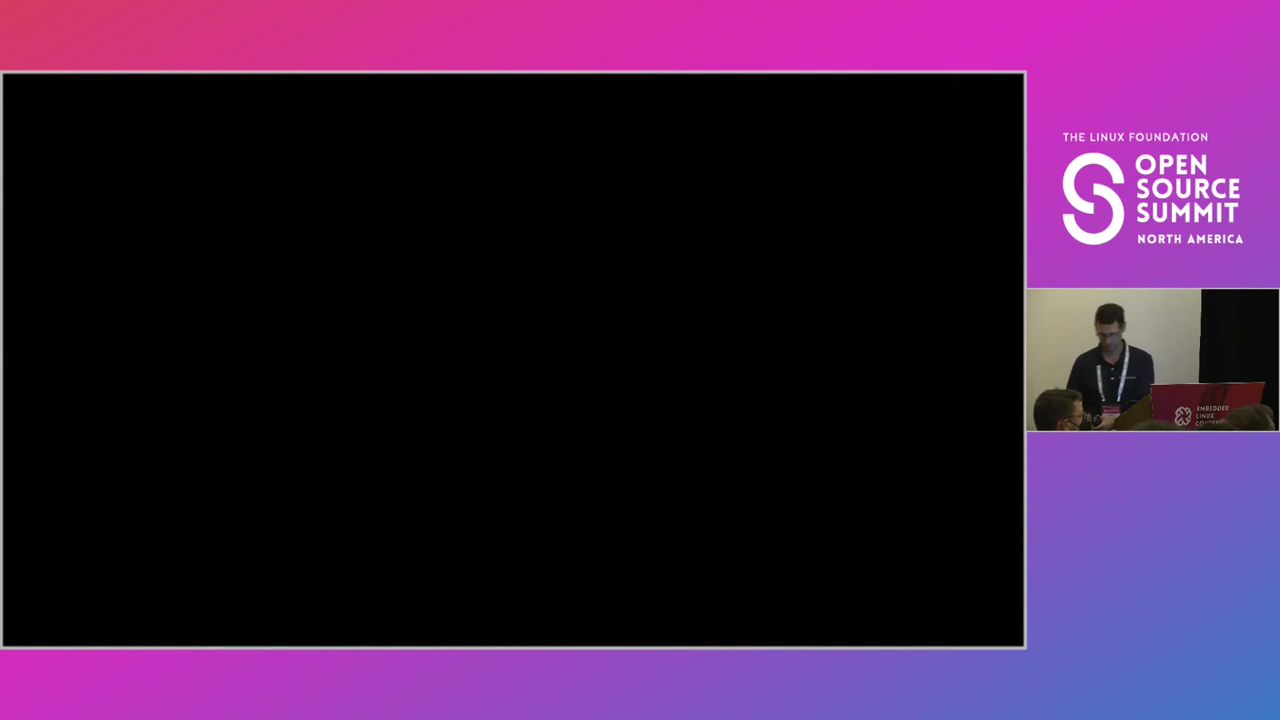 THE LINUX FOUNDATION
OPEN
SOURCE
SUMMIT
NORTH AMERICA
EMBEDDED
LINUX